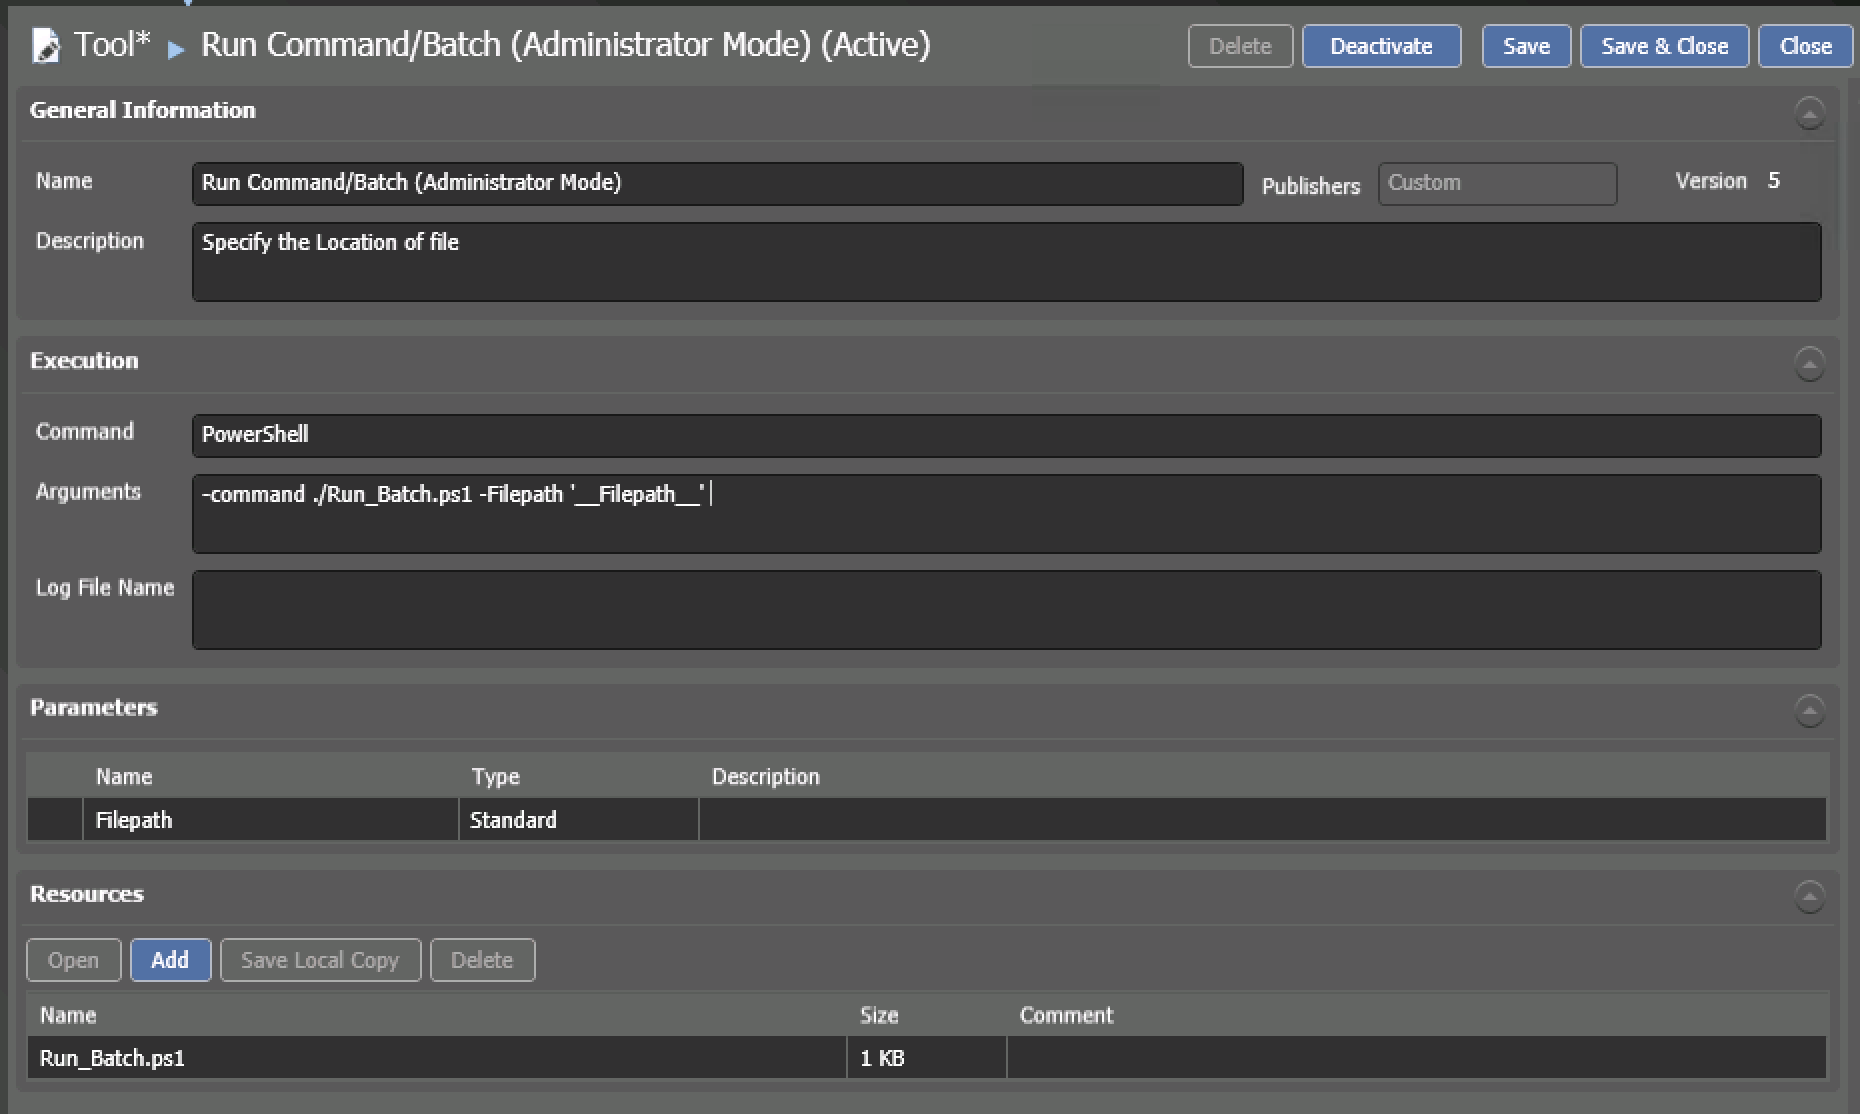 Tool* ▶ Run Command/Batch (Administrator Mode) (Active) Delete Deactivate Save Save & Close Close
General Information
Name Run Command/Batch (Administrator Mode) Publishers Custom Version 5
Description Specify the Location of file
Execution
Command PowerShell
Arguments -command ./Run_Batch.ps1 -Filepath '__Filepath__'
Log File Name
Parameters
Name Type Description
Filepath Standard
Resources
Open Add Save Local Copy Delete
Name Size Comment
Run_Batch.ps1 1 KB